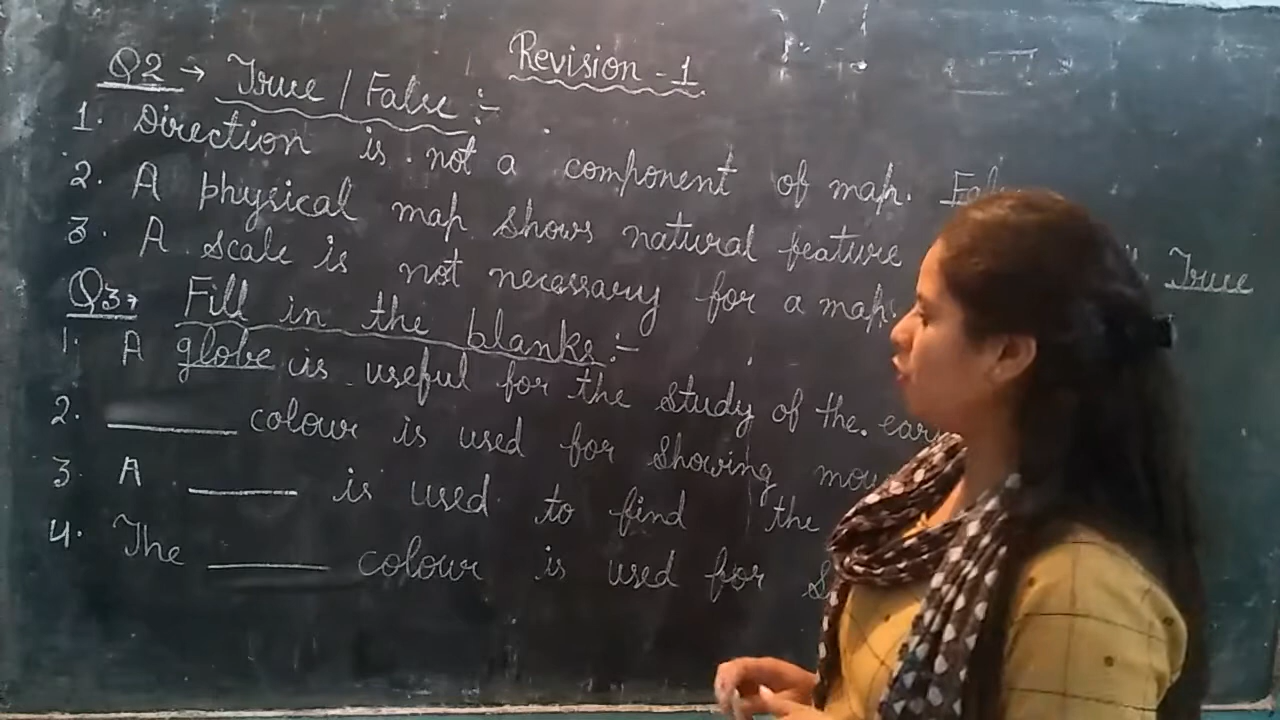 Revision - 1
Q2 → True / False :-
1. Direction is not a component of map.
2. A physical map shows natural feature True
3. A scale is not necessary for a map.
Q3→ Fill in the blanks :-
1. A globe is useful for the study of the
2. ______ colour is used for showing
3. A ______ is used to find the
4. The ______ colour is used for